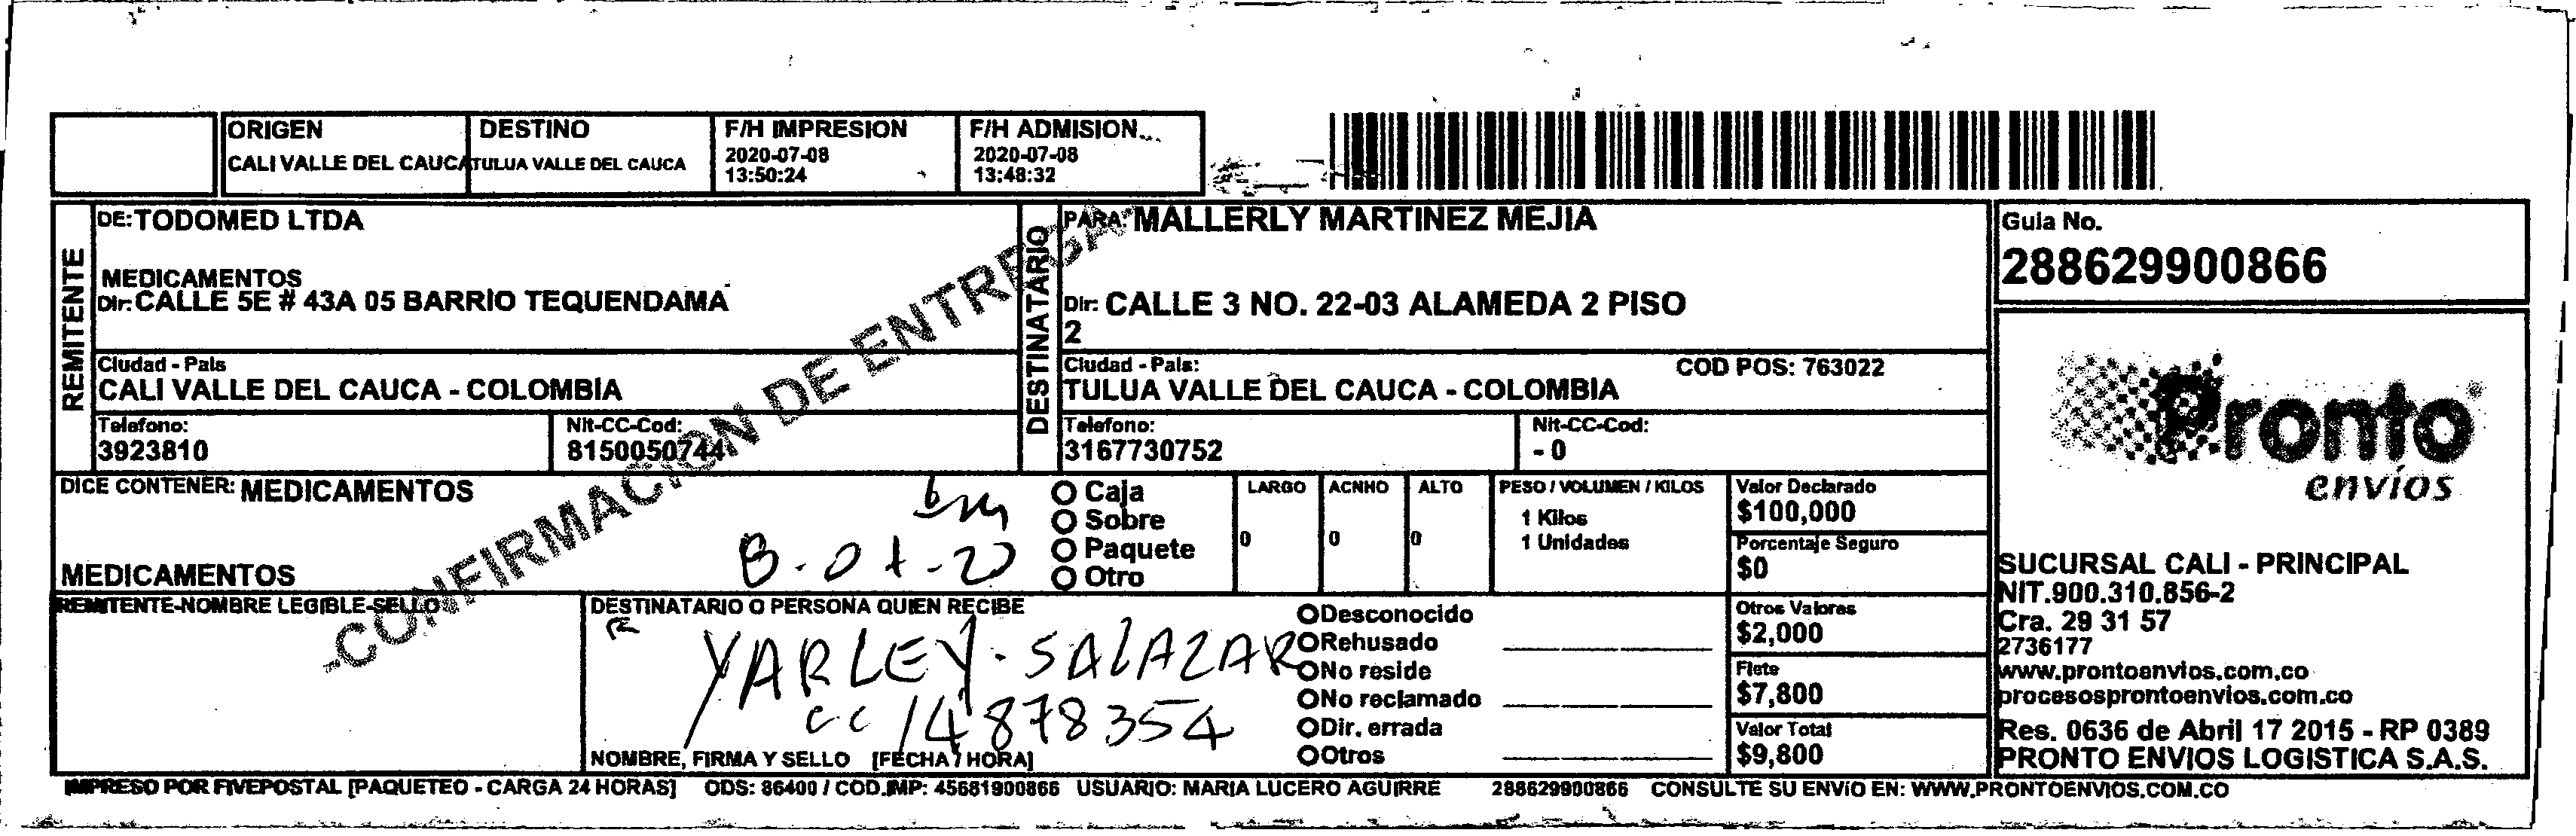 ORIGEN
CALI VALLE DEL CAUCA
DESTINO
TULUA VALLE DEL CAUCA
F/H IMPRESION
2020-07-08
13:50:24
F/H ADMISION
2020-07-08
13:48:32
REMITENTE
DE: TODOMED LTDA
MEDICAMENTOS
Dir: CALLE 5E # 43A 05 BARRIO TEQUENDAMA
Ciudad - Pais
CALI VALLE DEL CAUCA - COLOMBIA
Telefono:
3923810
Nit-CC-Cod:
8150050744
DESTINATARIO
PARA: MALLERLY MARTINEZ MEJIA
Dir: CALLE 3 NO. 22-03 ALAMEDA 2 PISO
2
Ciudad - Pais:
COD POS: 763022
TULUA VALLE DEL CAUCA - COLOMBIA
Telefono:
3167730752
Nit-CC-Cod:
- 0
Guia No.
288629900866
Pronto
envíos
-CONFIRMACION DE ENTREGA-
DICE CONTENER: MEDICAMENTOS
MEDICAMENTOS
Caja
Sobre
Paquete
Otro
LARGO
0
ACNHO
0
ALTO
0
PESO / VOLUMEN / KILOS
1 Kilos
1 Unidades
Valor Declarado
$100,000
Porcentaje Seguro
$0
REMITENTE-NOMBRE LEGIBLE-SELLO
DESTINATARIO O PERSONA QUIEN RECIBE
YARLEY. SALAZAR
CC 14878354
NOMBRE, FIRMA Y SELLO [FECHA / HORA]
Desconocido
Rehusado
No reside
No reclamado
Dir. errada
Otros
Otros Valores
$2,000
Flete
$7,800
Valor Total
$9,800
SUCURSAL CALI - PRINCIPAL
NIT.900.310.856-2
Cra. 29 31 57
2736177
www.prontoenvios.com.co
procesosprontoenvios.com.co
Res. 0636 de Abril 17 2015 - RP 0389
PRONTO ENVIOS LOGISTICA S.A.S.
IMPRESO POR FIVEPOSTAL [PAQUETEO - CARGA 24 HORAS] ODS: 86400 / COD.IMP: 45681900866 USUARIO: MARIA LUCERO AGUIRRE 288629900866 CONSULTE SU ENVIO EN: WWW.PRONTOENVIOS.COM.CO